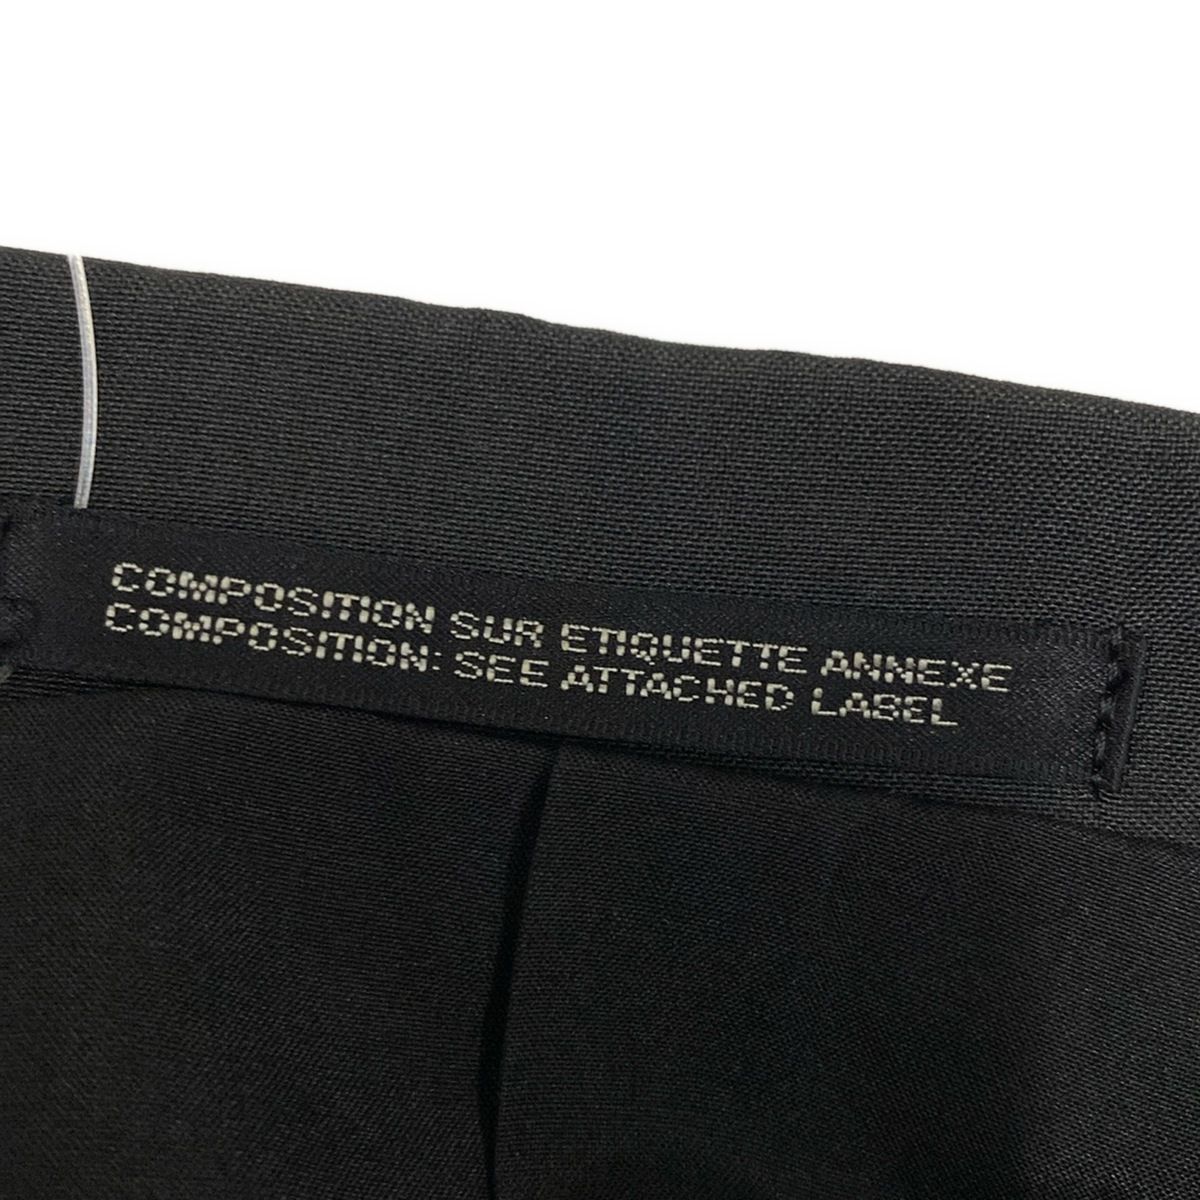 COMPOSITION SUR ETIQUETTE ANNEXE
COMPOSITION: SEE ATTACHED LABEL